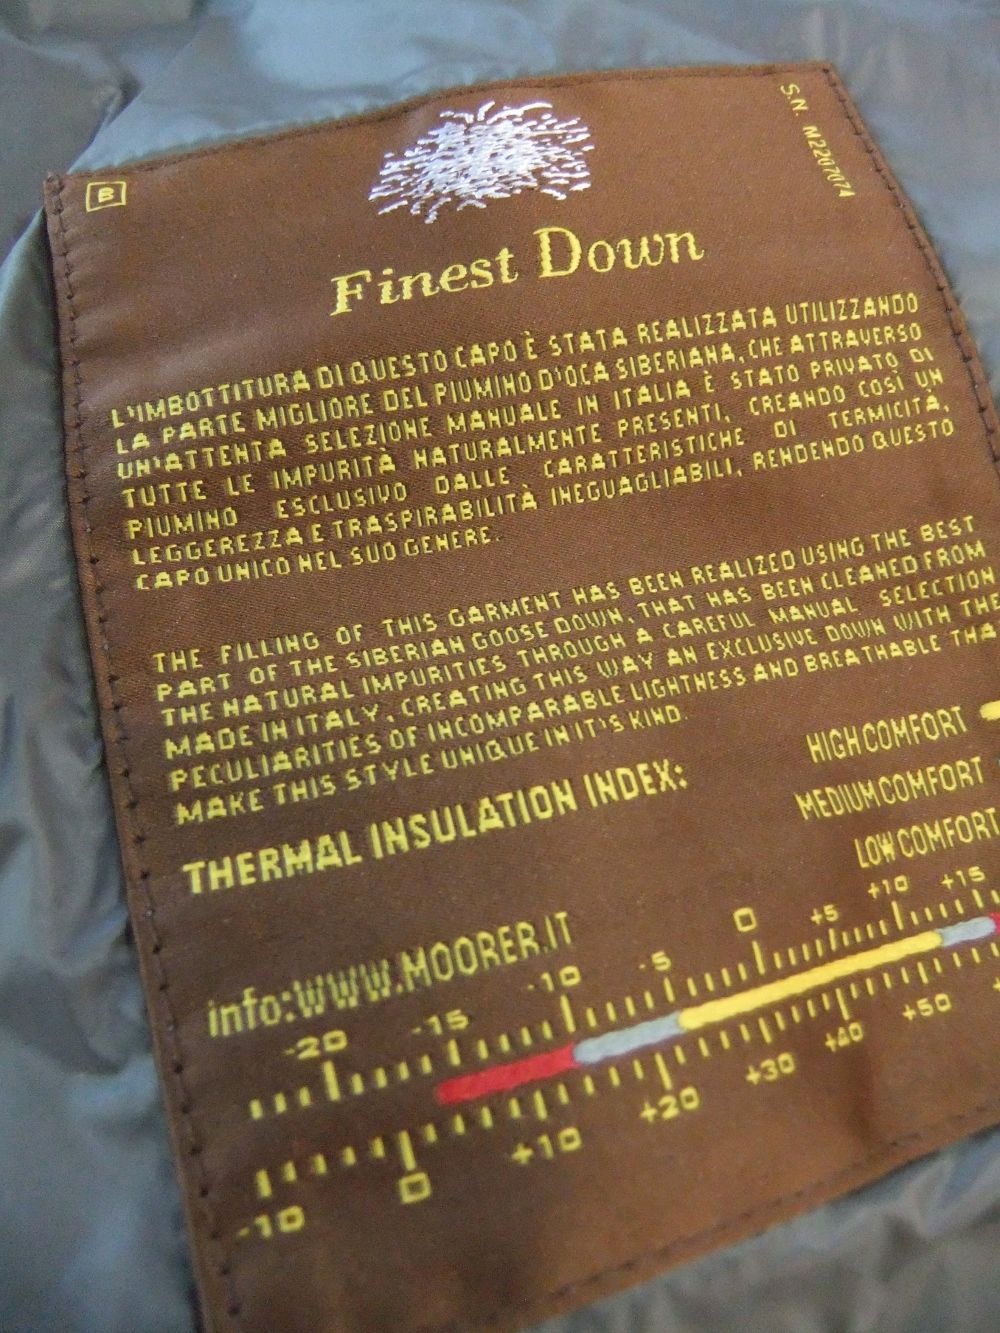 B
S.N. M2207074
Finest Down
L'IMBOTTITURA DI QUESTO CAPO È STATA REALIZZATA UTILIZZANDO
LA PARTE MIGLIORE DEL PIUMINO D'OCA SIBERIANA, CHE ATTRAVERSO
UN'ATTENTA SELEZIONE MANUALE IN ITALIA È STATO PRIVATO DI
TUTTE LE IMPURITÀ NATURALMENTE PRESENTI, CREANDO COSÌ UN
PIUMINO ESCLUSIVO DALLE CARATTERISTICHE DI TERMICITÀ,
LEGGEREZZA E TRASPIRABILITÀ INEGUAGLIABILI, RENDENDO QUESTO
CAPO UNICO NEL SUO GENERE.
THE FILLING OF THIS GARMENT HAS BEEN REALIZED USING THE BEST
PART OF THE SIBERIAN GOOSE DOWN, THAT HAS BEEN CLEANED FROM
THE NATURAL IMPURITIES THROUGH A CAREFUL MANUAL SELECTION
MADE IN ITALY, CREATING THIS WAY AN EXCLUSIVE DOWN WITH THE
PECULIARITIES OF INCOMPARABLE LIGHTNESS AND BREATHABLE THA
MAKE THIS STYLE UNIQUE IN IT'S KIND.
THERMAL INSULATION INDEX:
HIGH COMFORT
MEDIUM COMFORT
LOW COMFORT
info:WWW.MOORER.IT
-20 -15 -10 -5 0 +5 +10 +15
-10 0 +10 +20 +30 +40 +50